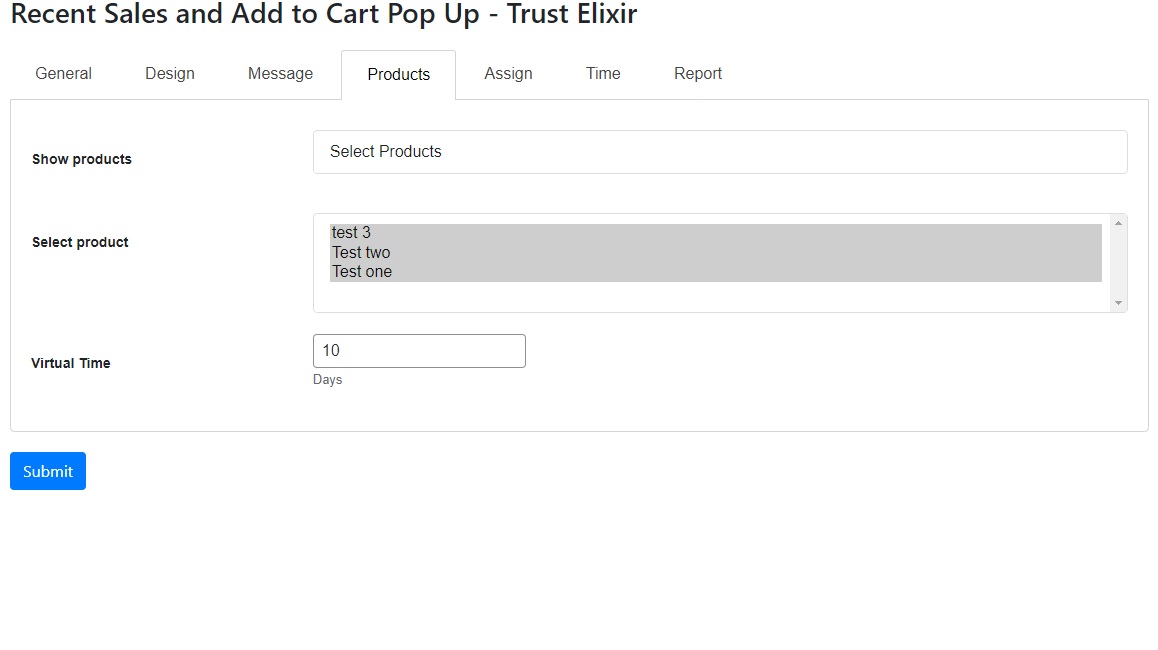 Recent Sales and Add to Cart Pop Up - Trust Elixir
General Design Message Products Assign Time Report
Show products Select Products
Select product test 3
Test two
Test one
Virtual Time 10
Days
Submit